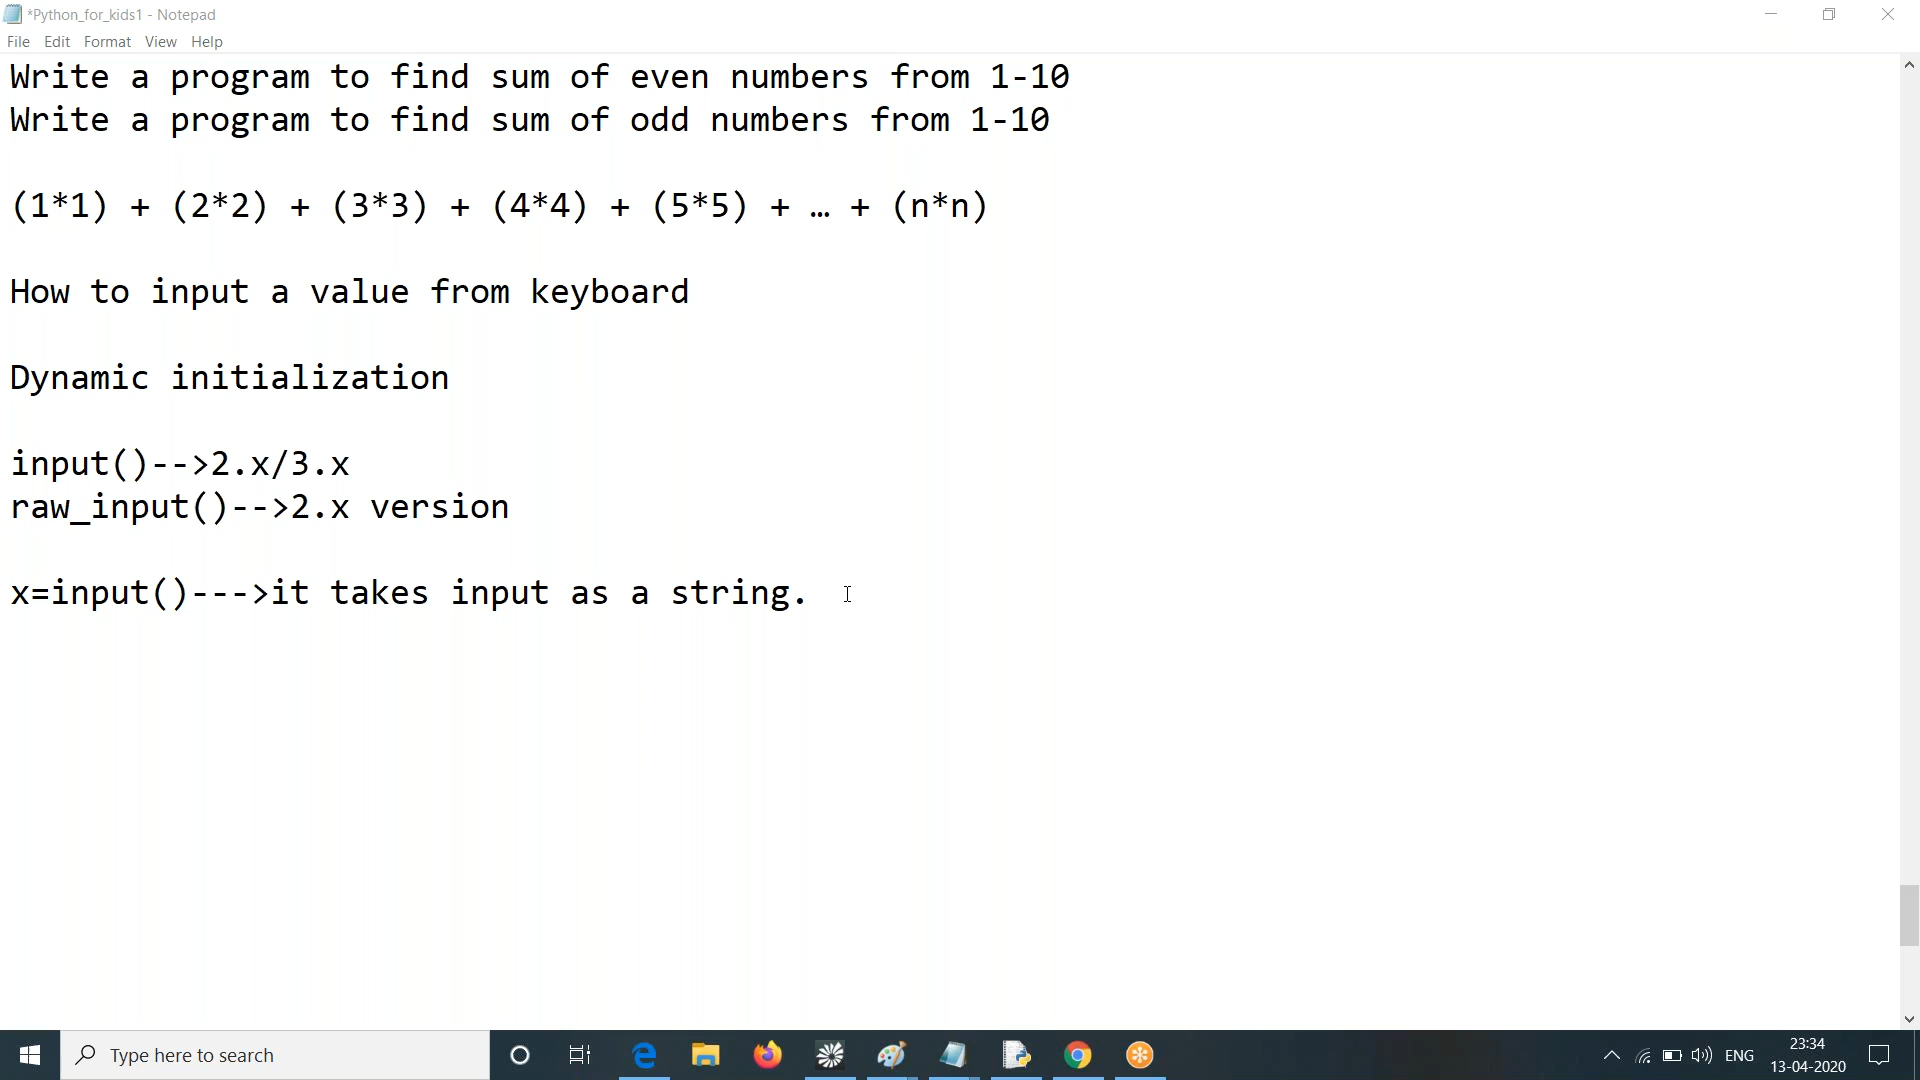 *Python_for_kids1 - Notepad
File Edit Format View Help
Write a program to find sum of even numbers from 1-10
Write a program to find sum of odd numbers from 1-10
(1*1) + (2*2) + (3*3) + (4*4) + (5*5) + … + (n*n)
How to input a value from keyboard
Dynamic initialization
input()-->2.x/3.x
raw_input()-->2.x version
x=input()--->it takes input as a string.
Type here to search
ENG
23:34
13-04-2020